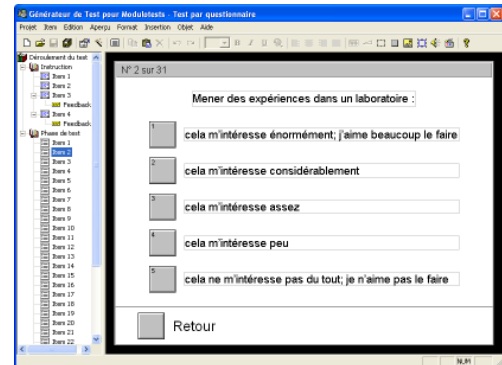 Générateur de Test pour Modulotests - Test par questionnaire
Projet Item Edition Aperçu Format Insertion Objet Aide
Déroulement du test
Instruction
Item 1
Item 2
Item 3
Feedback
Item 4
Feedback
Phase de test
Item 1
Item 2
Item 3
Item 4
Item 5
Item 6
Item 7
Item 8
Item 9
Item 10
Item 11
Item 12
Item 13
Item 14
Item 15
Item 16
Item 17
Item 18
Item 19
Item 20
Item 21
Item 22
N° 2 sur 31
Mener des expériences dans un laboratoire :
1 cela m'intéresse énormément; j'aime beaucoup le faire
2 cela m'intéresse considérablement
3 cela m'intéresse assez
4 cela m'intéresse peu
5 cela ne m'intéresse pas du tout; je n'aime pas le faire
Retour
NUM